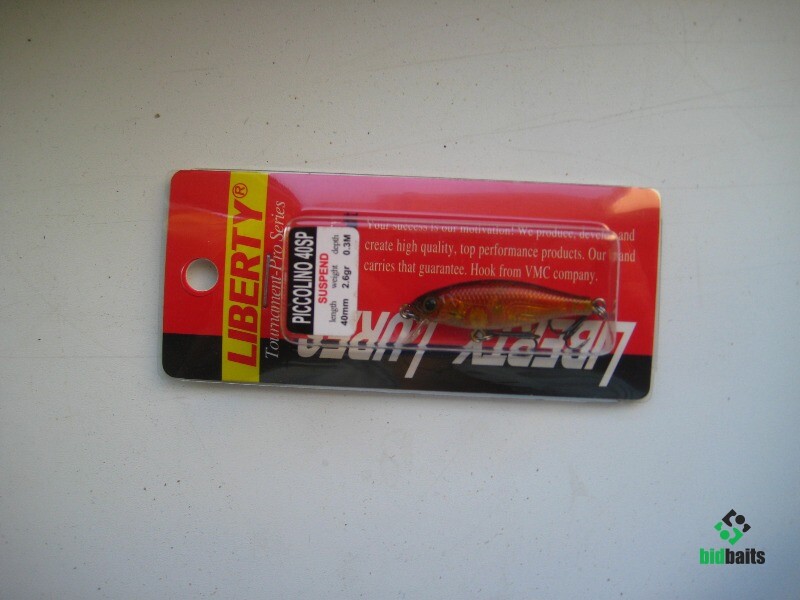 LIBERTY®
Tournament-Pro Series
PICCOLINO 40SP
SUSPEND
length weight depth
40mm 2.6gr 0.3M
Your success is our motivation! We produce, develop and
create high quality, top performance products. Our brand
carries that guarantee. Hook from VMC company.
LIBERTY LURES
bidbaits